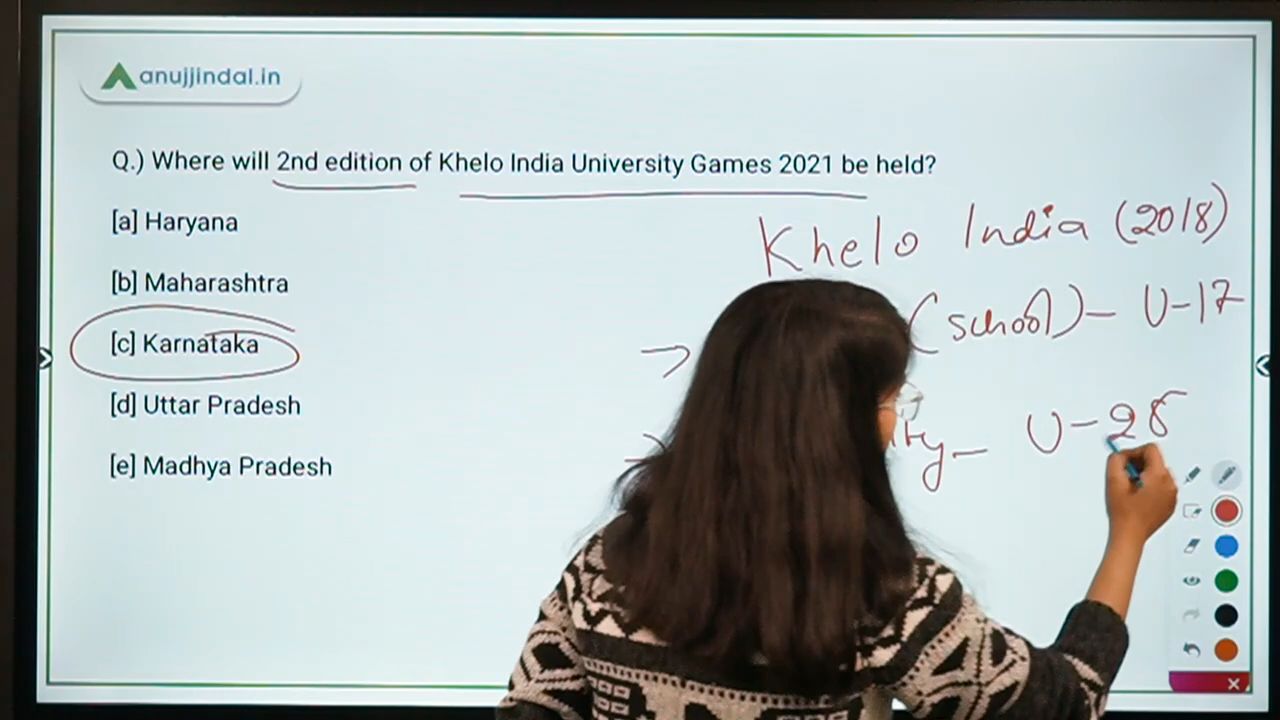 anujjindal.in
Q.) Where will 2nd edition of Khelo India University Games 2021 be held?
[a] Haryana
[b] Maharashtra
[c] Karnataka
[d] Uttar Pradesh
[e] Madhya Pradesh
Khelo India (2018)
(school) - U-17
ity - U-